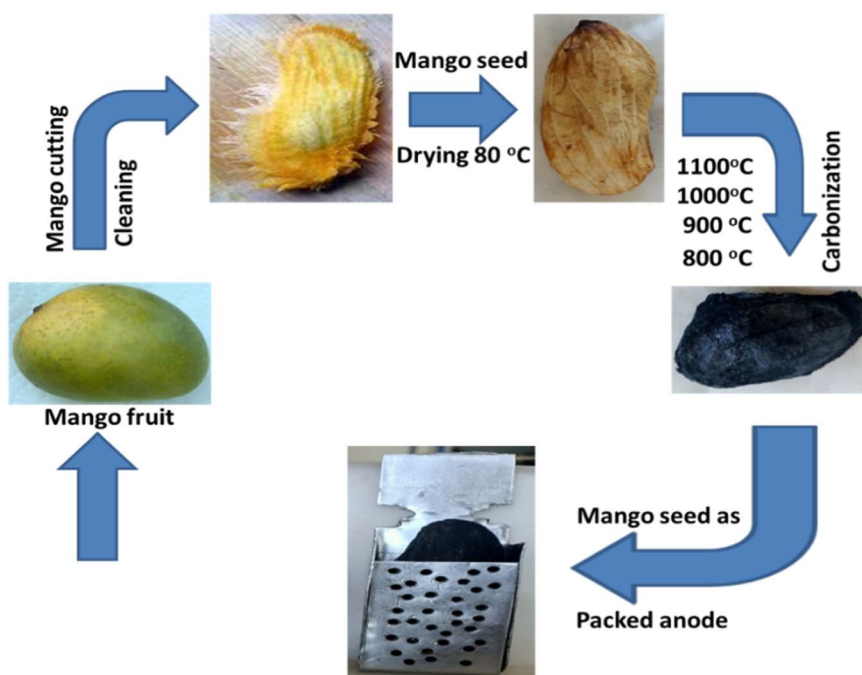 Mango fruit
Mango cutting
Cleaning
Mango seed
Drying 80 °C
1100°C
1000°C
900 °C
800 °C
Carbonization
Mango seed as
Packed anode